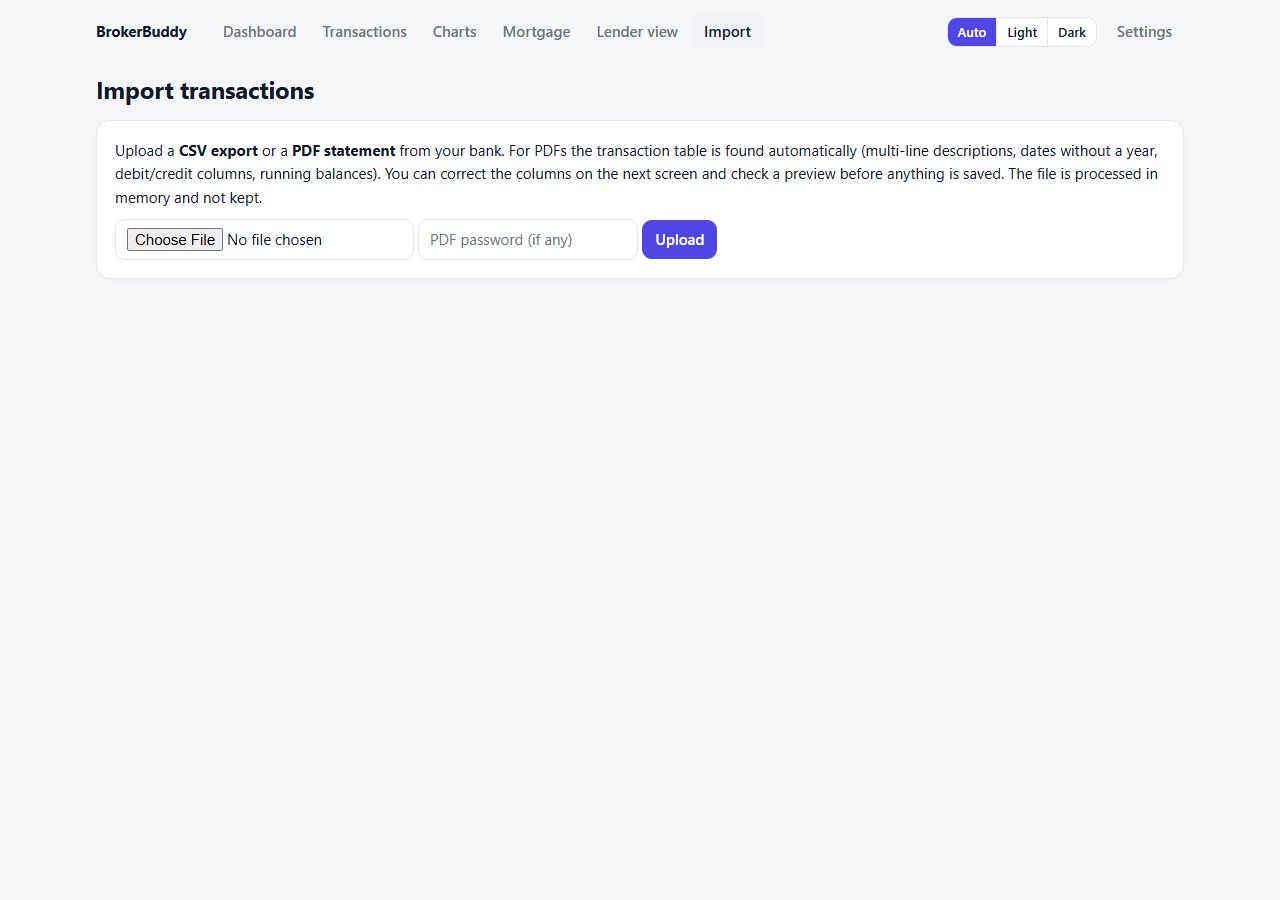 BrokerBuddy Dashboard Transactions Charts Mortgage Lender view Import Auto Light Dark Settings
Import transactions
Upload a CSV export or a PDF statement from your bank. For PDFs the transaction table is found automatically (multi-line descriptions, dates without a year,
debit/credit columns, running balances). You can correct the columns on the next screen and check a preview before anything is saved. The file is processed in
memory and not kept.
Choose File No file chosen PDF password (if any) Upload